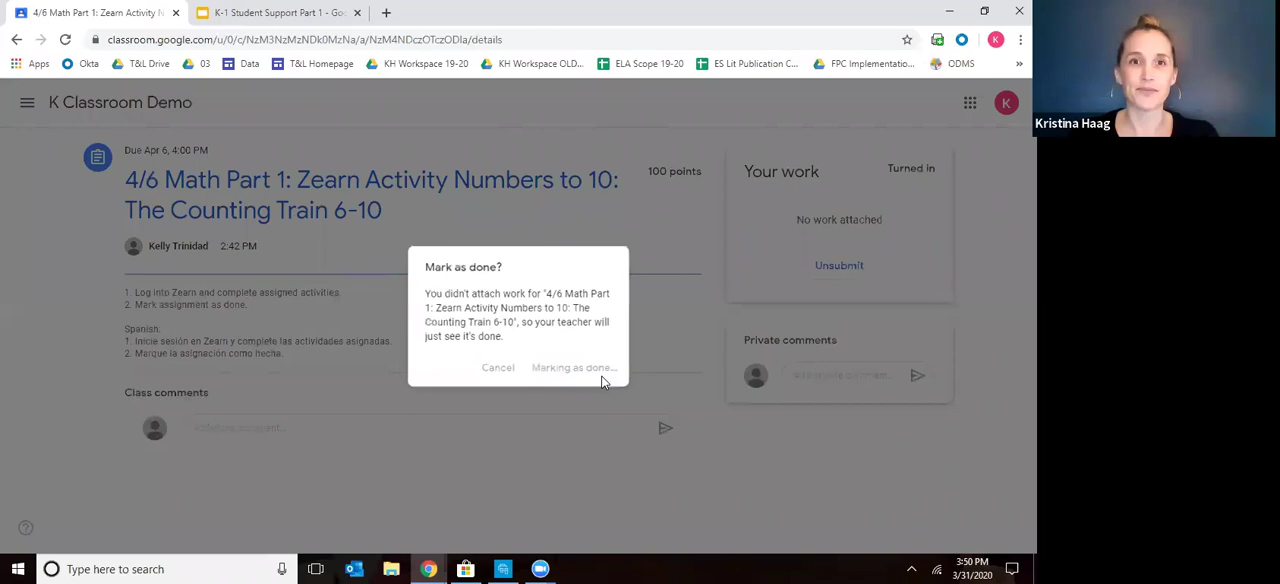 4/6 Math Part 1: Zearn Activity N
K-1 Student Support Part 1 - Goo
classroom.google.com/u/0/c/NzM3NzMzNDk0MzNa/a/NzM4NDczOTczODIa/details
Apps
Okta
T&L Drive
03
Data
T&L Homepage
KH Workspace 19-20
KH Workspace OLD...
ELA Scope 19-20
ES Lit Publication C...
FPC Implementatio...
ODMS
»
K
K Classroom Demo
K
Kristina Haag
Due Apr 6, 4:00 PM
4/6 Math Part 1: Zearn Activity Numbers to 10:
The Counting Train 6-10
100 points
Kelly Trinidad 2:42 PM
1. Log into Zearn and complete assigned activities
2. Mark assignment as done.
Spanish:
1. Inicie sesión en Zearn y complete las actividades asignadas.
2. Marque la asignación como hecha.
Class comments
Your work
Turned in
No work attached
Unsubmit
Private comments
Mark as done?
You didn't attach work for "4/6 Math Part
1: Zearn Activity Numbers to 10: The
Counting Train 6-10", so your teacher will
just see it's done.
Cancel
Marking as done...
Type here to search
3:50 PM
3/31/2020